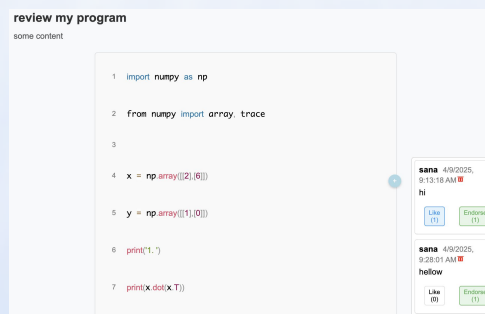 review my program
some content
1 import numpy as np
2 from numpy import array, trace
3
4 x = np.array([[2],[6]])
5 y = np.array([[1],[0]])
6 print("1. ")
7 print(x.dot(x.T))
+
sana 4/9/2025,
9:13:18 AM
hi
Like Endorse
(1) (1)
sana 4/9/2025,
9:28:01 AM
hellow
Like Endorse
(0) (1)